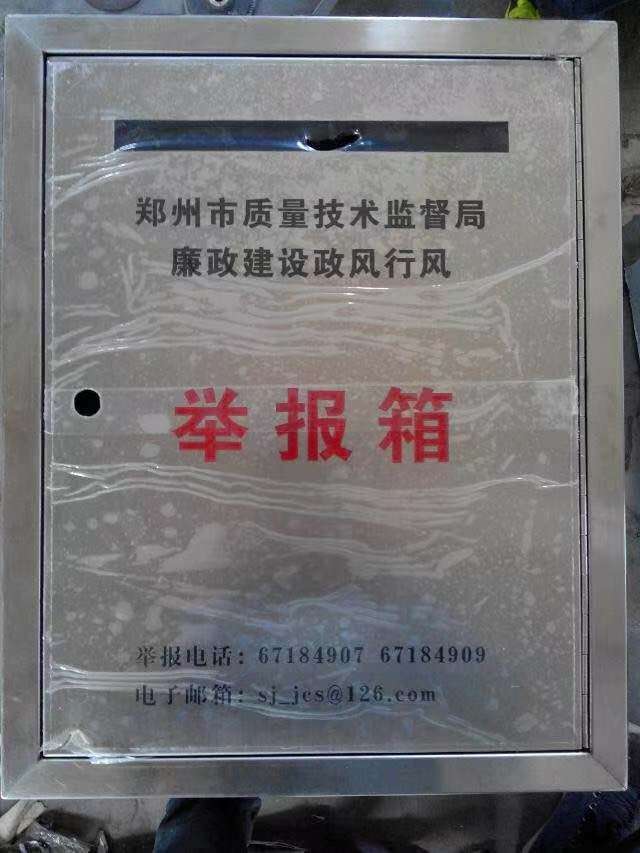 郑州市质量技术监督局
廉政建设政风行风
举报箱
举报电话：67184907 67184909
电子邮箱：sj_jcs@126.com